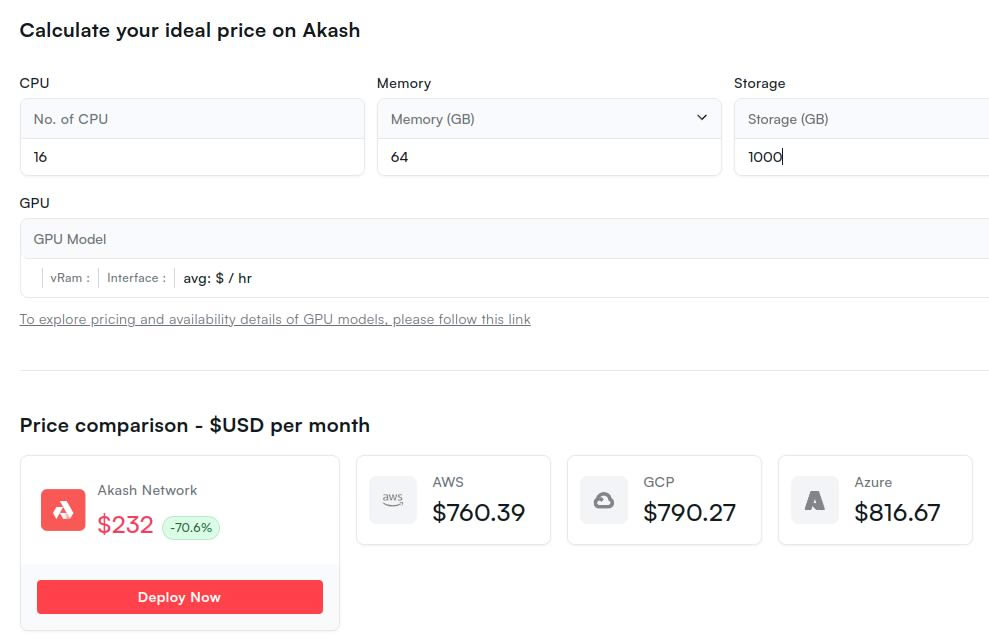 Calculate your ideal price on Akash
CPU Memory Storage
No. of CPU Memory (GB) Storage (GB)
16 64 1000
GPU
GPU Model
vRam : Interface : avg: $ / hr
To explore pricing and availability details of GPU models, please follow this link
Price comparison - $USD per month
Akash Network
$232 -70.6%
Deploy Now
aws
AWS
$760.39
GCP
$790.27
Azure
$816.67